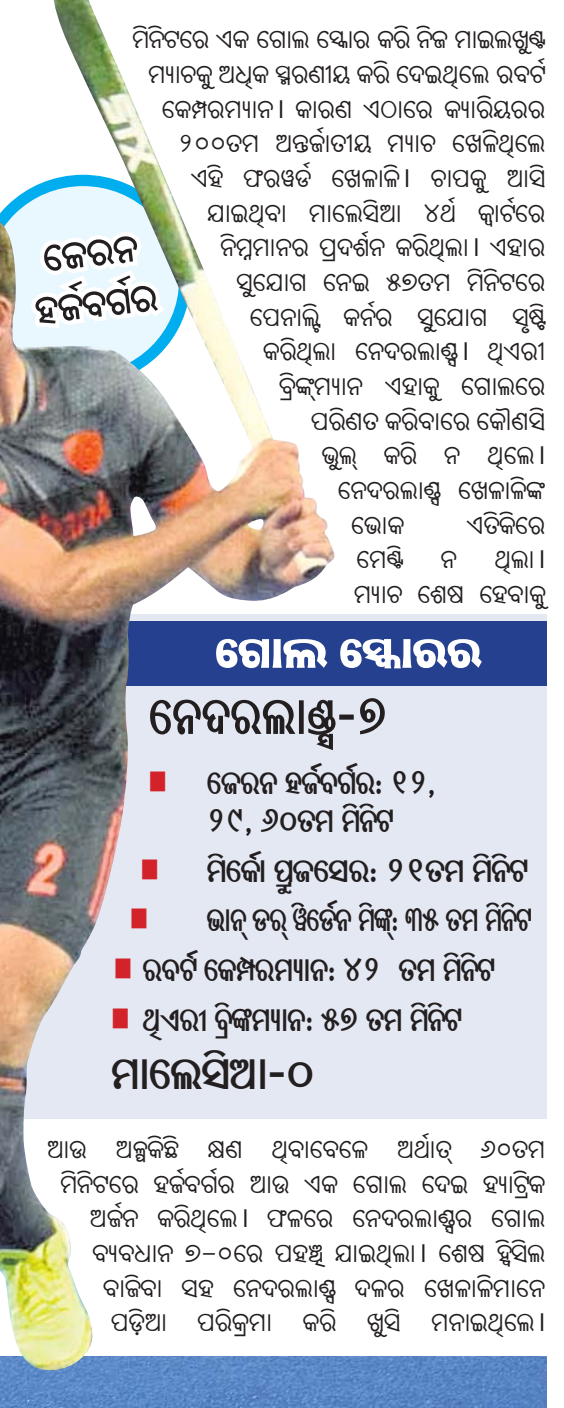 ମିନିଟରେ ଏକ ଗୋଲ ସ୍କୋର କରି ନିଜ ମାଇଲଖୁଣ୍ଟ
ମ୍ୟାଚକୁ ଅଧିକ ସ୍ମରଣୀୟ କରି ଦେଇଥିଲେ ରବର୍ଟ
କେମ୍ପରମ୍ୟାନ। କାରଣ ଏଠାରେ କ୍ୟାରିୟରର
୨୦୦ତମ ଅନ୍ତର୍ଜାତୀୟ ମ୍ୟାଚ ଖେଳିଥିଲେ
ଏହି ଫରୱର୍ଡ ଖେଳାଳି। ଚାପକୁ ଆସି
ଯାଇଥିବା ମାଲେସିଆ ୪ର୍ଥ କ୍ୱାର୍ଟରେ
ନିମ୍ନମାନର ପ୍ରଦର୍ଶନ କରିଥିଲା। ଏହାର
ସୁଯୋଗ ନେଇ ୫୭ତମ ମିନିଟରେ
ପେନାଲ୍ଟି କର୍ନର ସୁଯୋଗ ସୃଷ୍ଟି
କରିଥିଲା ନେଦରଲାଣ୍ଡ। ଥିଏରୀ
ବ୍ରିଙ୍କ୍‌ମ୍ୟାନ ଏହାକୁ ଗୋଲରେ
ପରିଣତ କରିବାରେ କୌଣସି
ଭୁଲ୍ କରି ନ ଥିଲେ।
ନେଦରଲାଣ୍ଡ ଖେଳାଳିଙ୍କ
ଭୋକ ଏତିକିରେ
ମେଣ୍ଟି ନ ଥିଲା।
ମ୍ୟାଚ ଶେଷ ହେବାକୁ
STX
ଜେରନ
ହର୍ଜବର୍ଗର
bank
2
ଗୋଲ ସ୍କୋରର
ନେଦରଲାଣ୍ଡ୍ସ-୭
ଜେରନ ହର୍ଜବର୍ଗର: ୧୨,
୨୯, ୬୦ତମ ମିନିଟ
ମିର୍କୋ ପ୍ରୁଜସେର: ୨୧ତମ ମିନିଟ
ଭାନ୍ ଡର୍ ୱିର୍ଡେନ ମିଙ୍କ୍: ୩୫ ତମ ମିନିଟ
ରବର୍ଟ କେମ୍ପରମ୍ୟାନ: ୪୨ ତମ ମିନିଟ
ଥିଏରୀ ବ୍ରିଙ୍କମ୍ୟାନ: ୫୭ ତମ ମିନିଟ
ମାଲେସିଆ-୦
ଆଉ ଅଳ୍ପକିଛି କ୍ଷଣ ଥିବାବେଳେ ଅର୍ଥାତ୍ ୬୦ତମ
ମିନିଟରେ ହର୍ଜବର୍ଗର ଆଉ ଏକ ଗୋଲ ଦେଇ ହ୍ୟାଟ୍ରିକ
ଅର୍ଜନ କରିଥିଲେ। ଫଳରେ ନେଦରଲାଣ୍ଡର ଗୋଲ
ବ୍ୟବଧାନ ୭-୦ରେ ପହଞ୍ଚି ଯାଇଥିଲା। ଶେଷ ହ୍ୱିସିଲ
ବାଜିବା ସହ ନେଦରଲାଣ୍ଡ ଦଳର ଖେଳାଳିମାନେ
ପଡ଼ିଆ ପରିକ୍ରମା କରି ଖୁସି ମନାଇଥିଲେ।